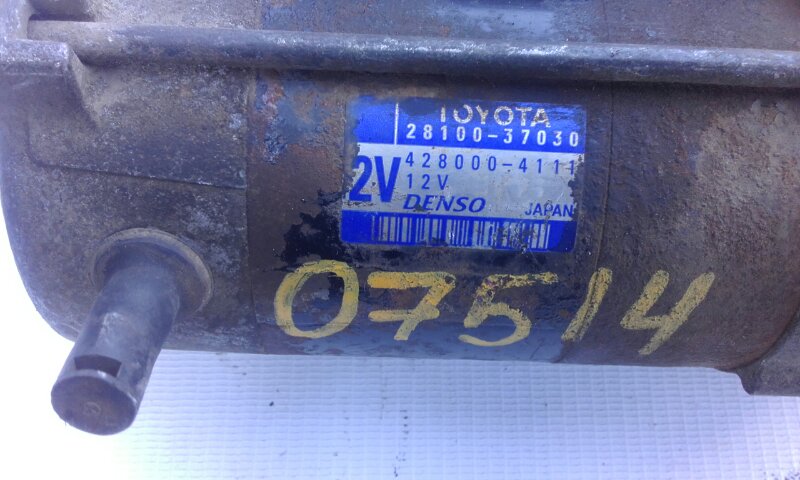 TOYOTA
28100-37030
2V
428000-4111
12V
DENSO JAPAN
07514